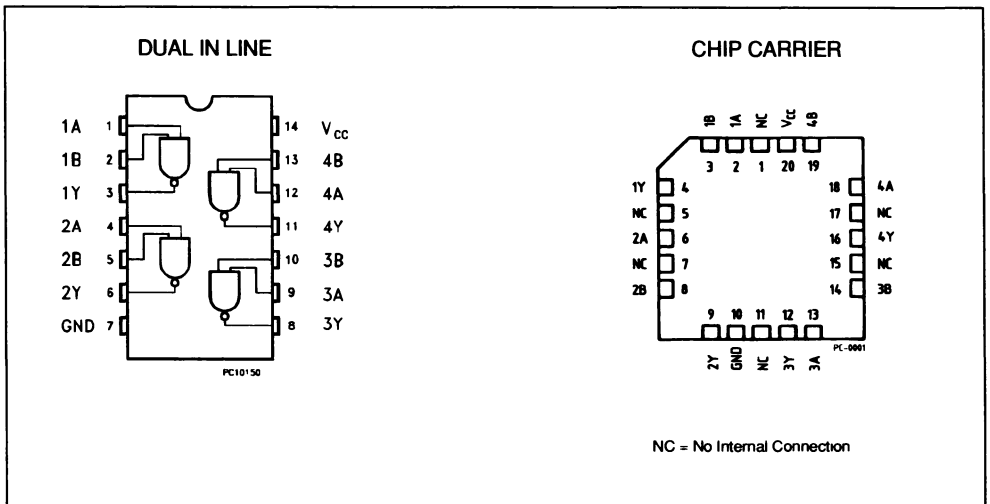 DUAL IN LINE
1A 1 14 VCC
1B 2 13 4B
1Y 3 12 4A
2A 4 11 4Y
2B 5 10 3B
2Y 6 9 3A
GND 7 8 3Y
PC10150
CHIP CARRIER
1B 1A NC VCC 4B
3 2 1 20 19
1Y 4 18 4A
NC 5 17 NC
2A 6 16 4Y
NC 7 15 NC
2B 8 14 3B
9 10 11 12 13
2Y GND NC 3Y 3A
PC-0001
NC = No Internal Connection